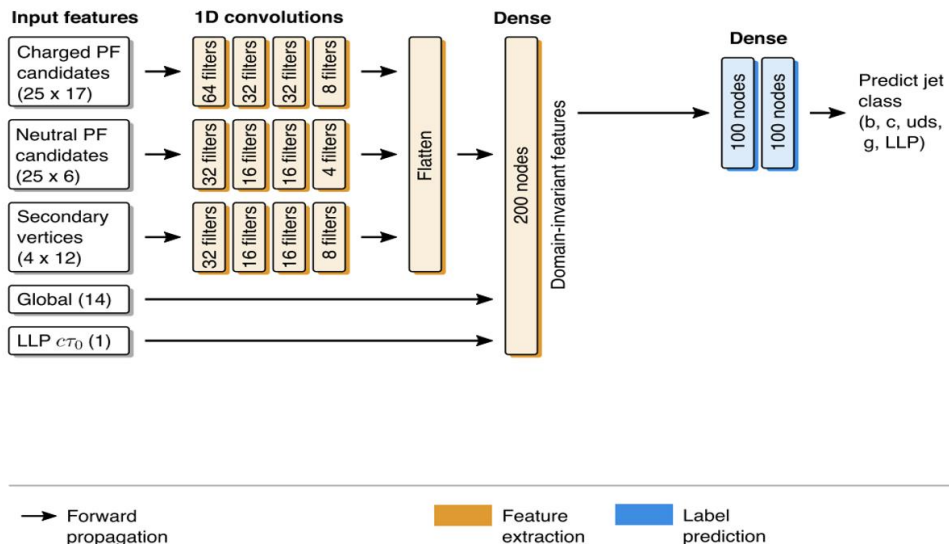 Input features
1D convolutions
Dense
Dense
Charged PF
candidates
(25 x 17)
64 filters
32 filters
32 filters
8 filters
Neutral PF
candidates
(25 x 6)
32 filters
16 filters
16 filters
4 filters
Secondary
vertices
(4 x 12)
32 filters
16 filters
16 filters
8 filters
Global (14)
LLP cτ₀ (1)
Flatten
200 nodes
Domain-invariant features
100 nodes
100 nodes
Predict jet
class
(b, c, uds,
g, LLP)
Forward
propagation
Feature
extraction
Label
prediction